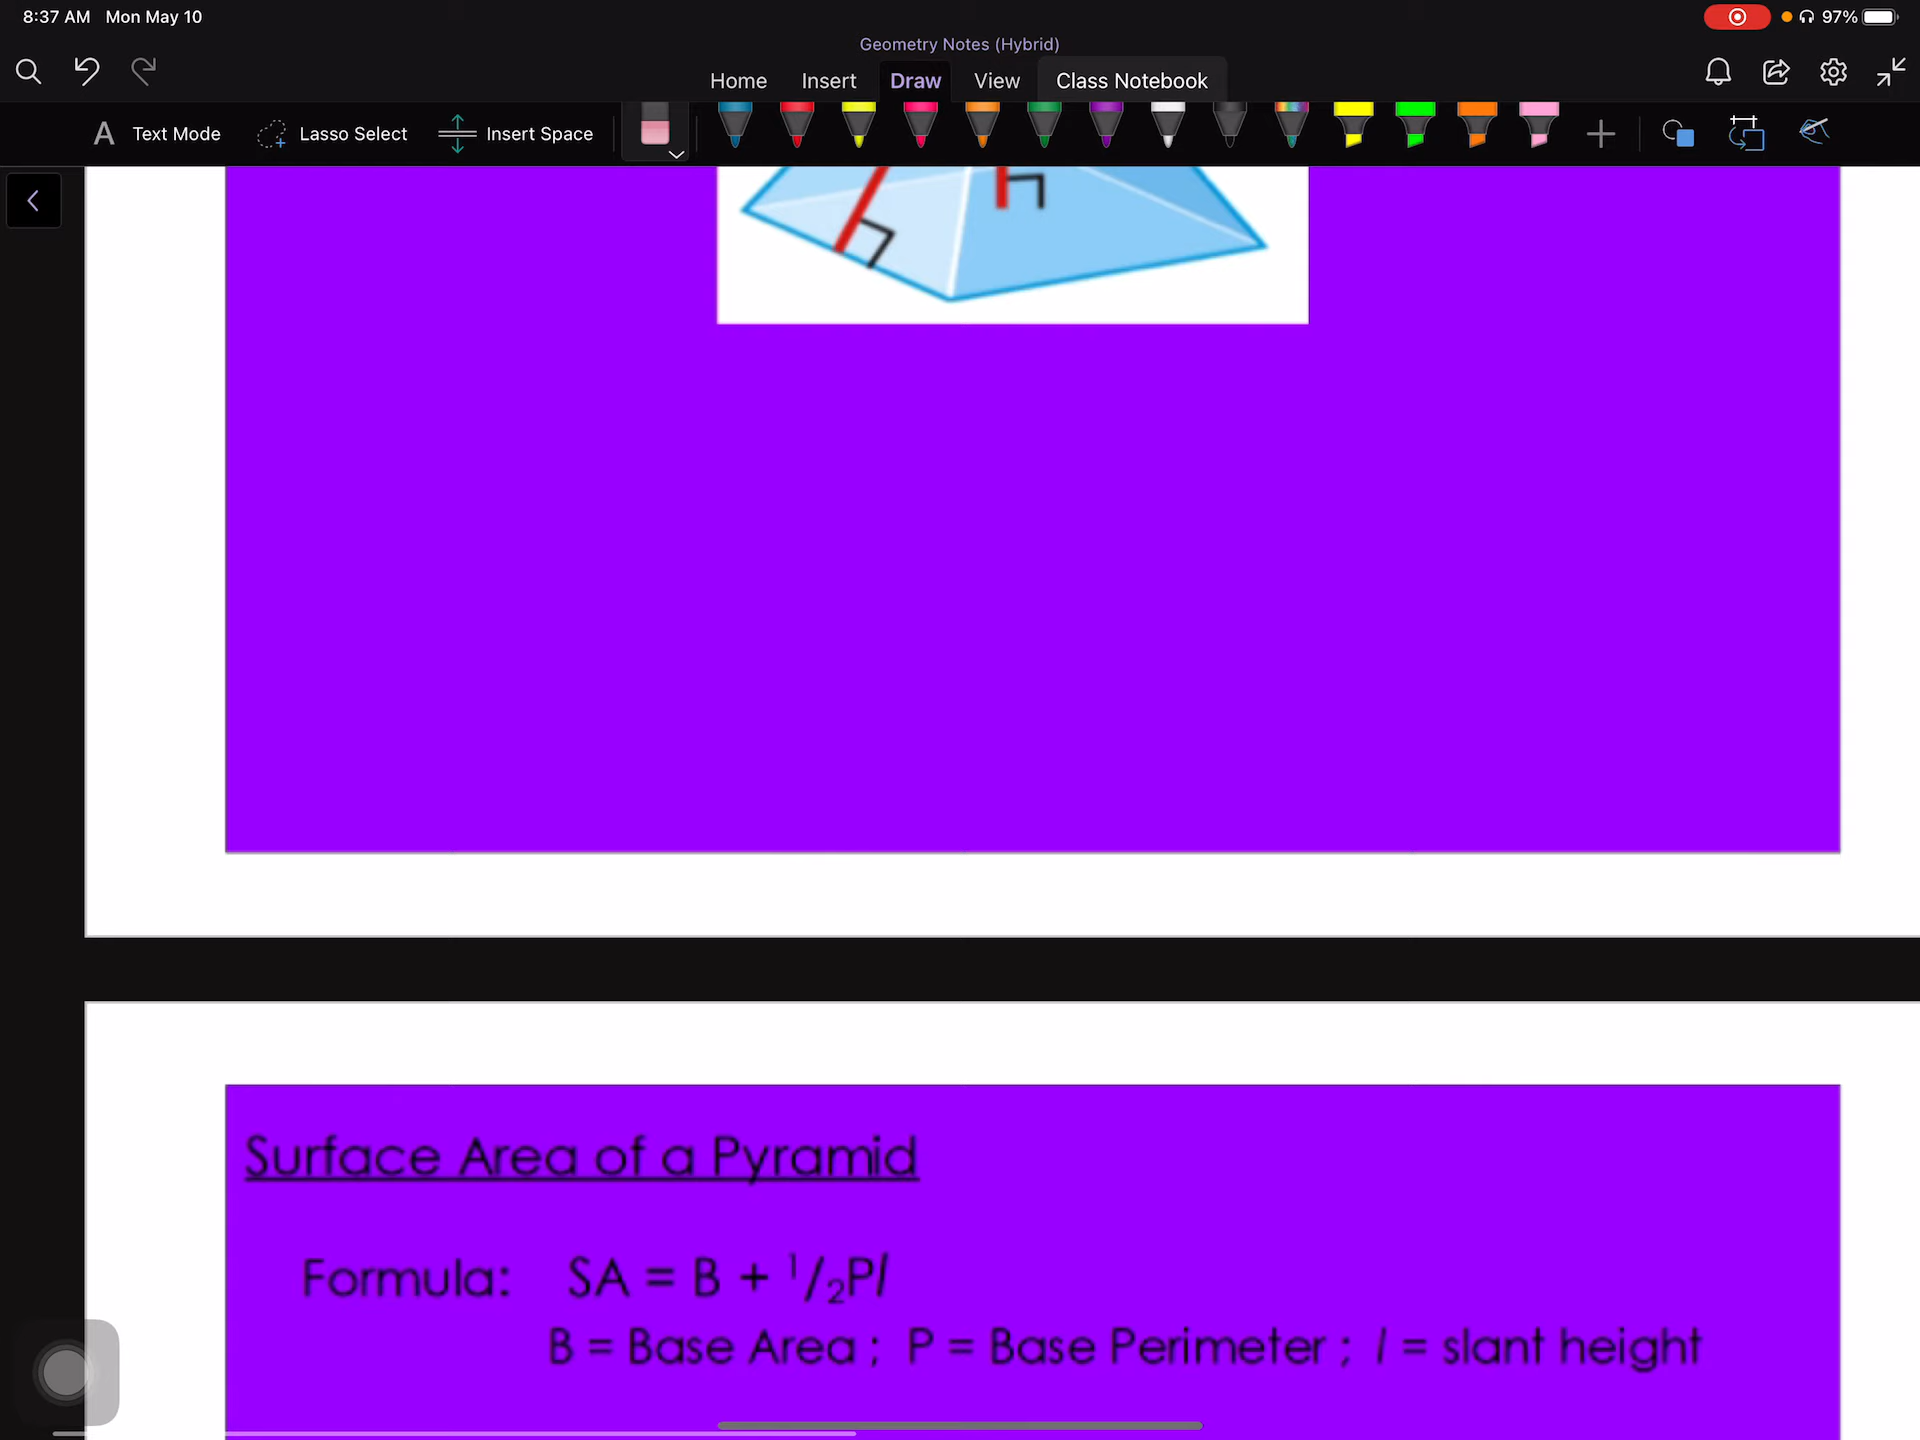 8:37 AM Mon May 10
97%
Geometry Notes (Hybrid)
Home Insert Draw View Class Notebook
A Text Mode Lasso Select Insert Space
Surface Area of a Pyramid
Formula: SA = B + ¹/₂Pl
B = Base Area ; P = Base Perimeter ; l = slant height